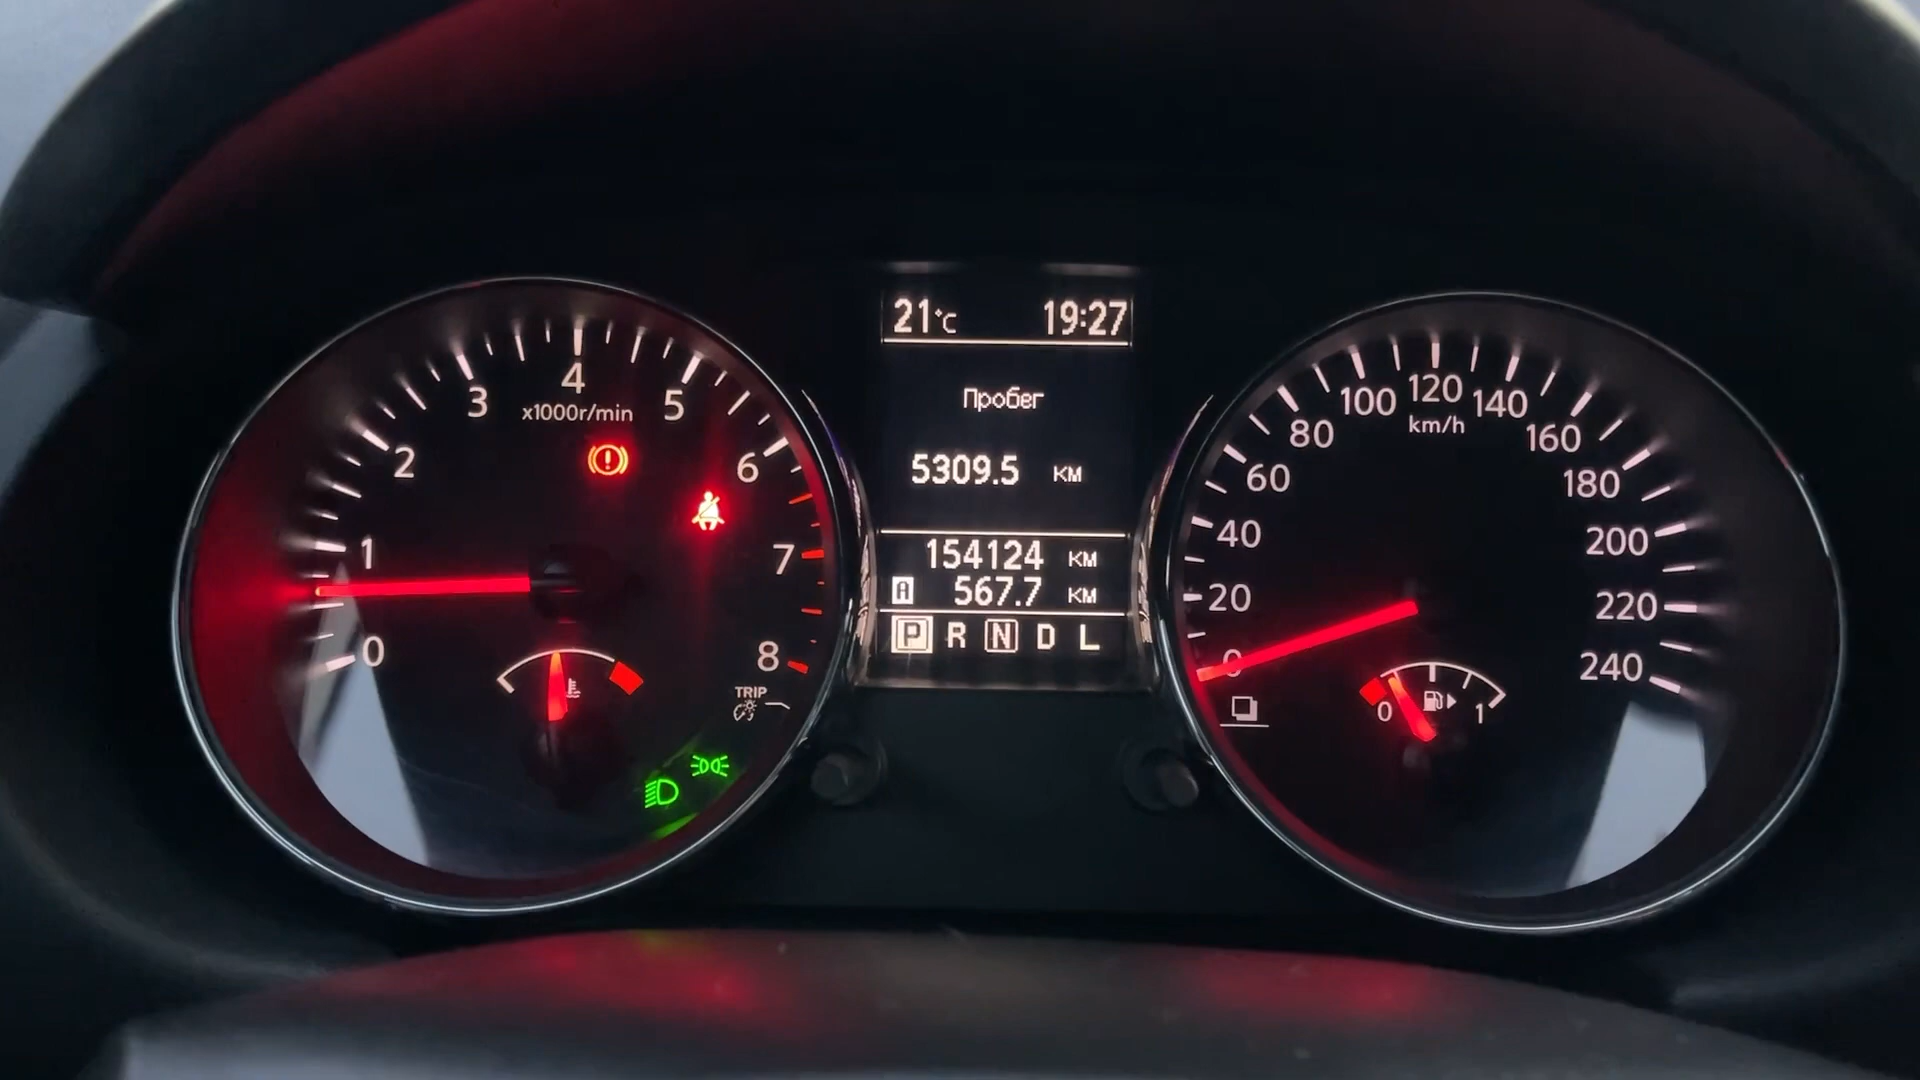 21°C 19:27
Пробег
5309.5 км
154124 км
A 567.7 км
P R N D L
0 1 2 3 4 5 6 7 8
x1000r/min
TRIP
0 20 40 60 80 100 120 140 160 180 200 220 240
km/h
0 1